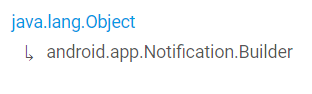 java.lang.Object
↳ android.app.Notification.Builder